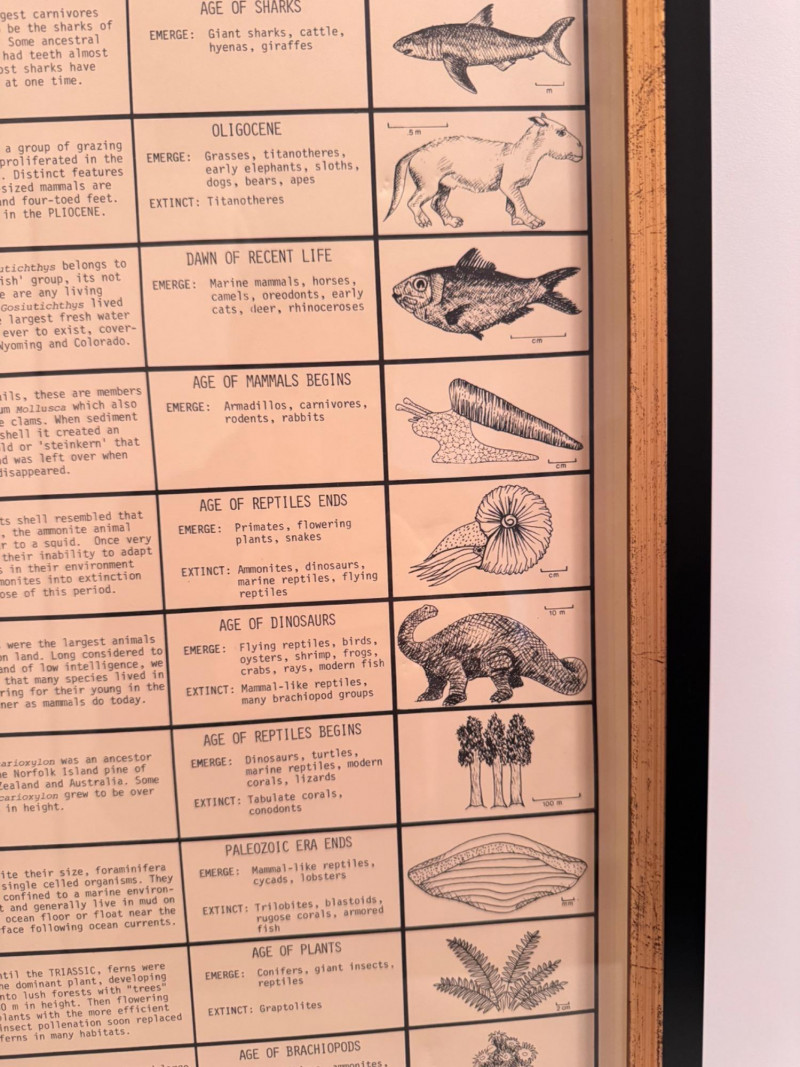 gest carnivores
be the sharks of
Some ancestral
had teeth almost
ost sharks have
at one time.
AGE OF SHARKS
EMERGE: Giant sharks, cattle,
hyenas, giraffes
m
a group of grazing
proliferated in the
. Distinct features
sized mammals are
nd four-toed feet.
in the PLIOCENE.
OLIGOCENE
EMERGE: Grasses, titanotheres,
early elephants, sloths,
dogs, bears, apes
EXTINCT: Titanotheres
.5 m
utichthys belongs to
ish' group, its not
e are any living
Gosiutichthys lived
e largest fresh water
ever to exist, cover-
Wyoming and Colorado.
DAWN OF RECENT LIFE
EMERGE: Marine mammals, horses,
camels, oreodonts, early
cats, deer, rhinoceroses
cm
ils, these are members
um Mollusca which also
e clams. When sediment
shell it created an
ld or 'steinkern' that
d was left over when
disappeared.
AGE OF MAMMALS BEGINS
EMERGE: Armadillos, carnivores,
rodents, rabbits
cm
ts shell resembled that
, the ammonite animal
r to a squid. Once very
their inability to adapt
s in their environment
monites into extinction
ose of this period.
AGE OF REPTILES ENDS
EMERGE: Primates, flowering
plants, snakes
EXTINCT: Ammonites, dinosaurs,
marine reptiles, flying
reptiles
cm
were the largest animals
on land. Long considered to
and of low intelligence, we
that many species lived in
ring for their young in the
ner as mammals do today.
AGE OF DINOSAURS
EMERGE: Flying reptiles, birds,
oysters, shrimp, frogs,
crabs, rays, modern fish
EXTINCT: Mammal-like reptiles,
many brachiopod groups
10 m
carioxylon was an ancestor
e Norfolk Island pine of
Zealand and Australia. Some
carioxylon grew to be over
in height.
AGE OF REPTILES BEGINS
EMERGE: Dinosaurs, turtles,
marine reptiles, modern
corals, lizards
EXTINCT: Tabulate corals,
conodonts
100 m
ite their size, foraminifera
single celled organisms. They
confined to a marine environ-
t and generally live in mud on
ocean floor or float near the
face following ocean currents.
PALEOZOIC ERA ENDS
EMERGE: Mammal-like reptiles,
cycads, lobsters
EXTINCT: Trilobites, blastoids,
rugose corals, armored
fish
mm
ntil the TRIASSIC, ferns were
he dominant plant, developing
nto lush forests with "trees"
0 m in height. Then flowering
plants with the more efficient
insect pollenation soon replaced
ferns in many habitats.
AGE OF PLANTS
EMERGE: Conifers, giant insects,
reptiles
EXTINCT: Graptolites
AGE OF BRACHIOPODS